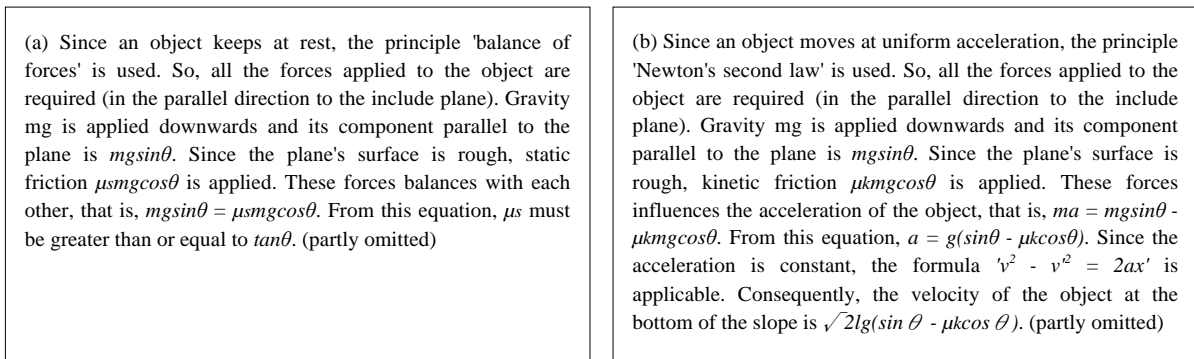 (a) Since an object keeps at rest, the principle 'balance of
forces' is used. So, all the forces applied to the object are
required (in the parallel direction to the include plane). Gravity
mg is applied downwards and its component parallel to the
plane is mgsinθ. Since the plane's surface is rough, static
friction μsmgcosθ is applied. These forces balances with each
other, that is, mgsinθ = μsmgcosθ. From this equation, μs must
be greater than or equal to tanθ. (partly omitted)
(b) Since an object moves at uniform acceleration, the principle
'Newton's second law' is used. So, all the forces applied to the
object are required (in the parallel direction to the include
plane). Gravity mg is applied downwards and its component
parallel to the plane is mgsinθ. Since the plane's surface is
rough, kinetic friction μkmgcosθ is applied. These forces
influences the acceleration of the object, that is, ma = mgsinθ -
μkmgcosθ. From this equation, a = g(sinθ - μkcosθ). Since the
acceleration is constant, the formula 'v² - v'² = 2ax' is
applicable. Consequently, the velocity of the object at the
bottom of the slope is √2lg(sin θ - μkcos θ). (partly omitted)